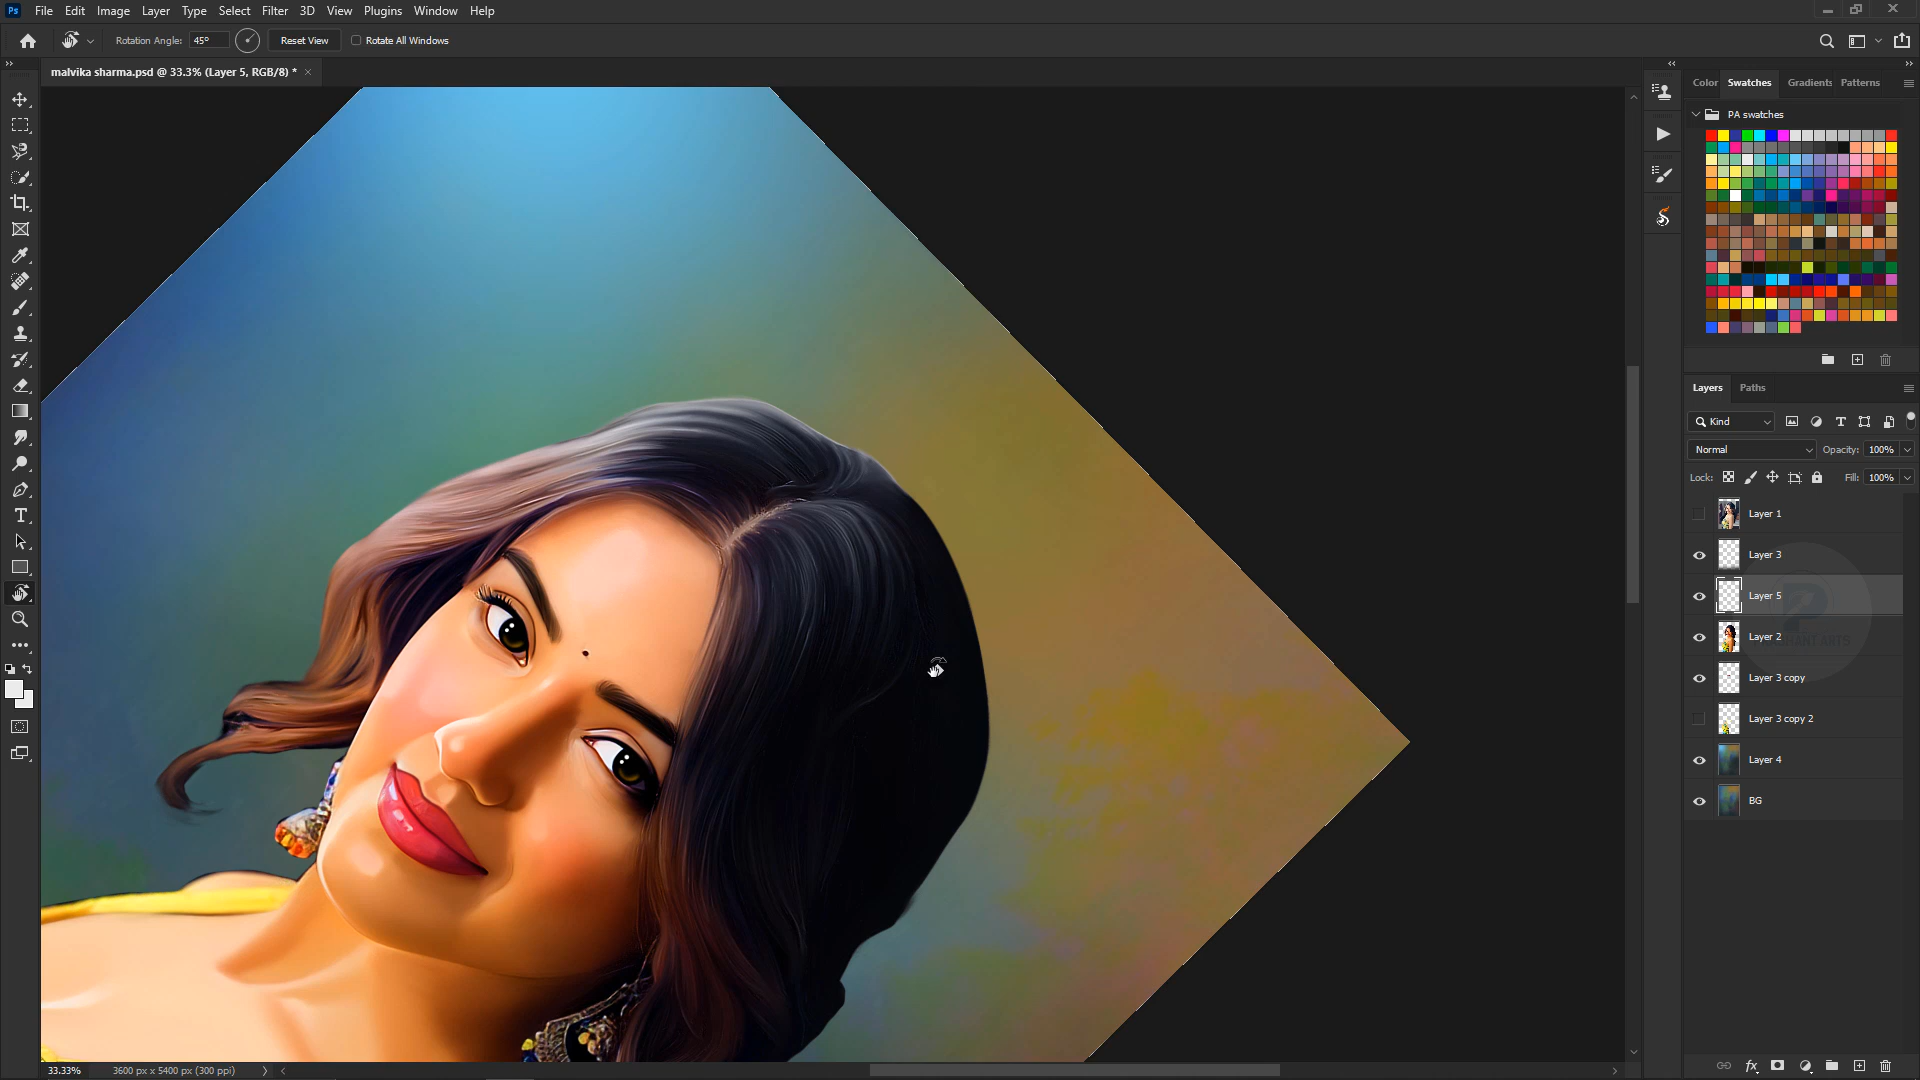 Ps File Edit Image Layer Type Select Filter 3D View Plugins Window Help
Rotation Angle: 45° Reset View Rotate All Windows
malvika sharma.psd @ 33.3% (Layer 5, RGB/8) *
Color Swatches Gradients Patterns
PA swatches
Layers Paths
Kind
Normal Opacity: 100%
Lock: Fill: 100%
Layer 1
Layer 3
Layer 5
Layer 2
ARTS
Layer 3 copy
Layer 3 copy 2
Layer 4
BG
33.33% 3600 px x 5400 px (300 ppi)